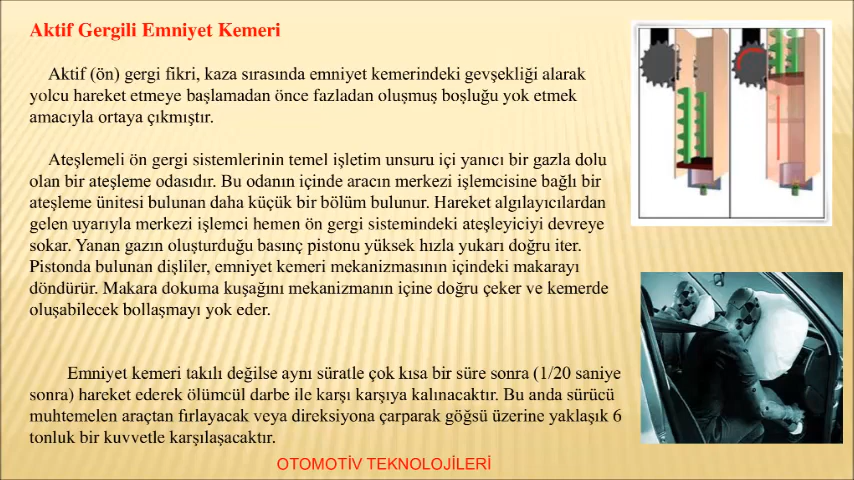 Aktif Gergili Emniyet Kemeri
Aktif (ön) gergi fikri, kaza sırasında emniyet kemerindeki gevşekliği alarak
yolcu hareket etmeye başlamadan önce fazladan oluşmuş boşluğu yok etmek
amacıyla ortaya çıkmıştır.
Ateşlemeli ön gergi sistemlerinin temel işletim unsuru içi yanıcı bir gazla dolu
olan bir ateşleme odasıdır. Bu odanın içinde aracın merkezi işlemcisine bağlı bir
ateşleme ünitesi bulunan daha küçük bir bölüm bulunur. Hareket algılayıcılardan
gelen uyarıyla merkezi işlemci hemen ön gergi sistemindeki ateşleyiciyi devreye
sokar. Yanan gazın oluşturduğu basınç pistonu yüksek hızla yukarı doğru iter.
Pistonda bulunan dişliler, emniyet kemeri mekanizmasının içindeki makarayı
döndürür. Makara dokuma kuşağını mekanizmanın içine doğru çeker ve kemerde
oluşabilecek bollaşmayı yok eder.
Emniyet kemeri takılı değilse aynı süratle çok kısa bir süre sonra (1/20 saniye
sonra) hareket ederek ölümcül darbe ile karşı karşıya kalınacaktır. Bu anda sürücü
muhtemelen araçtan fırlayacak veya direksiyona çarparak göğsü üzerine yaklaşık 6
tonluk bir kuvvetle karşılaşacaktır.
OTOMOTİV TEKNOLOJİLERİ